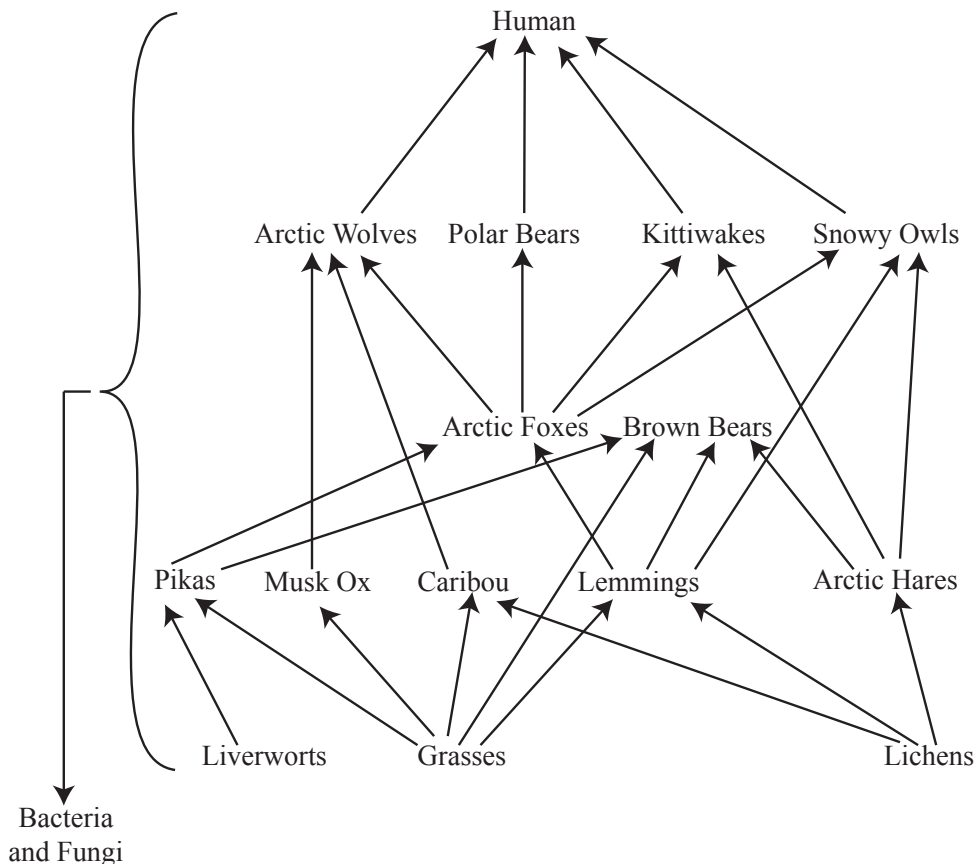 Human
Arctic Wolves
Polar Bears
Kittiwakes
Snowy Owls
Arctic Foxes
Brown Bears
Pikas
Musk Ox
Caribou
Lemmings
Arctic Hares
Liverworts
Grasses
Lichens
Bacteria
and Fungi